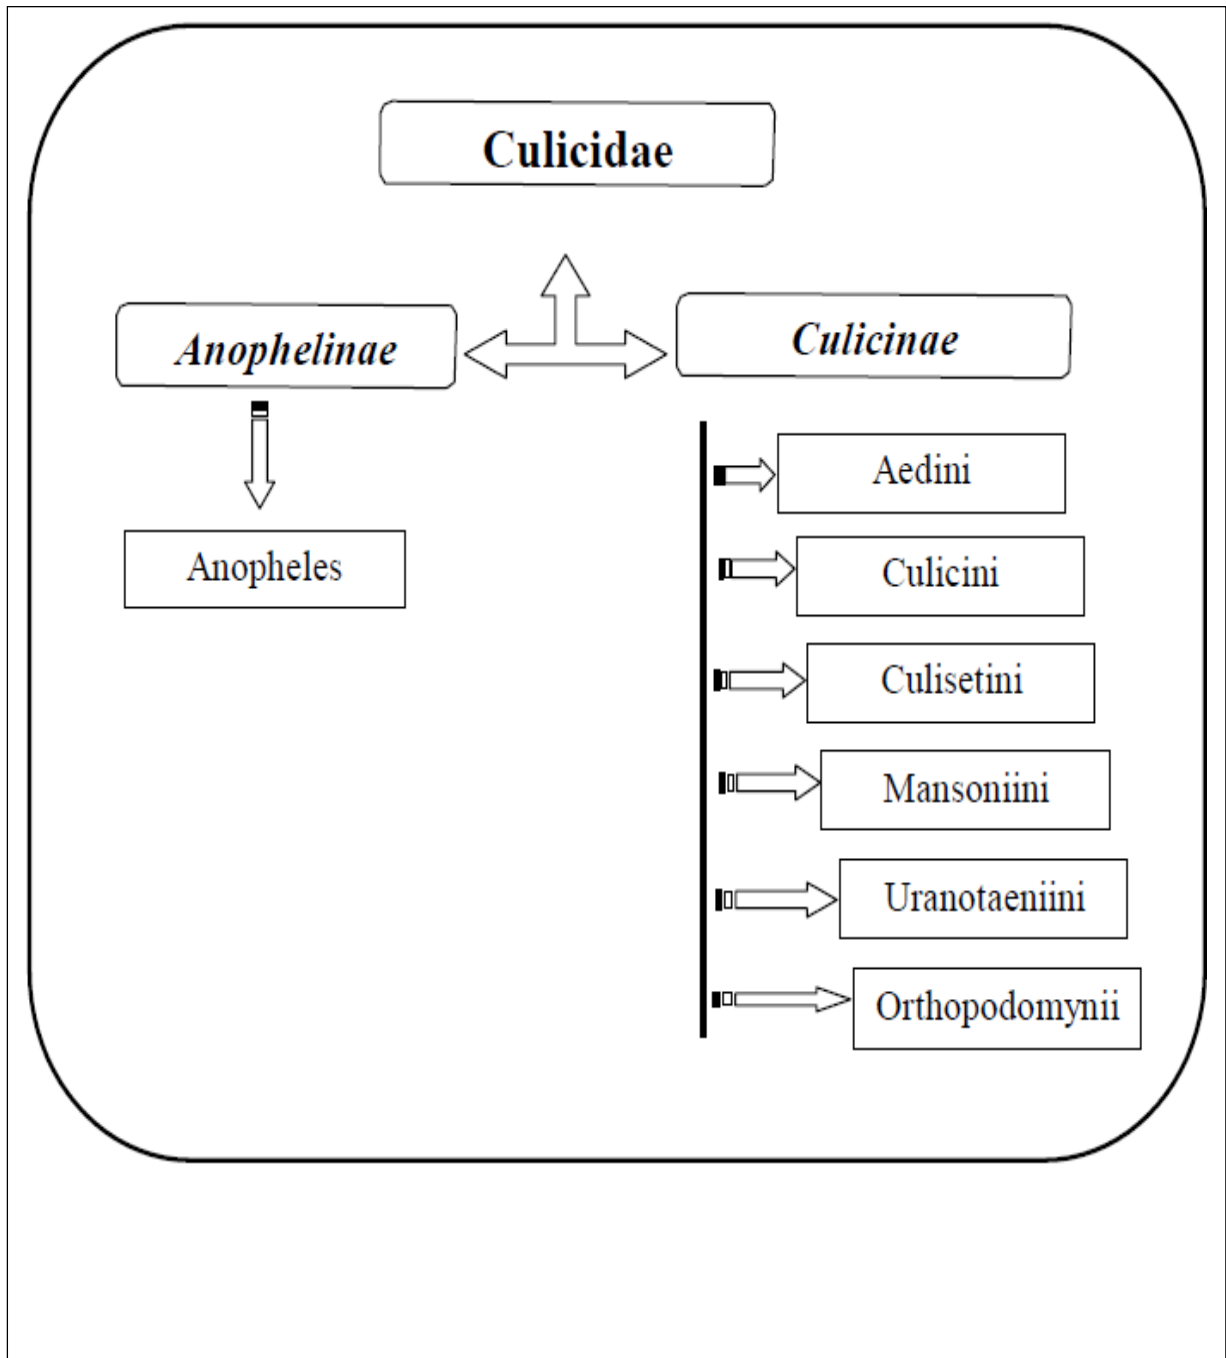 Culicidae
Anophelinae
Culicinae
Anopheles
Aedini
Culicini
Culisetini
Mansoniini
Uranotaeniini
Orthopodomynii